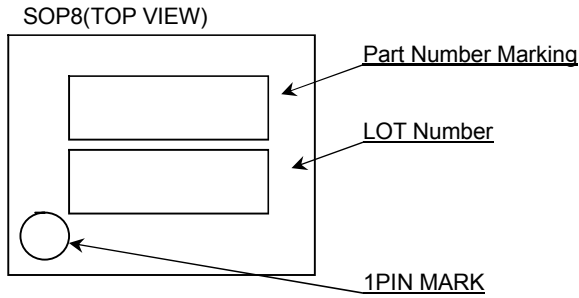 SOP8(TOP VIEW)
Part Number Marking
LOT Number
1PIN MARK